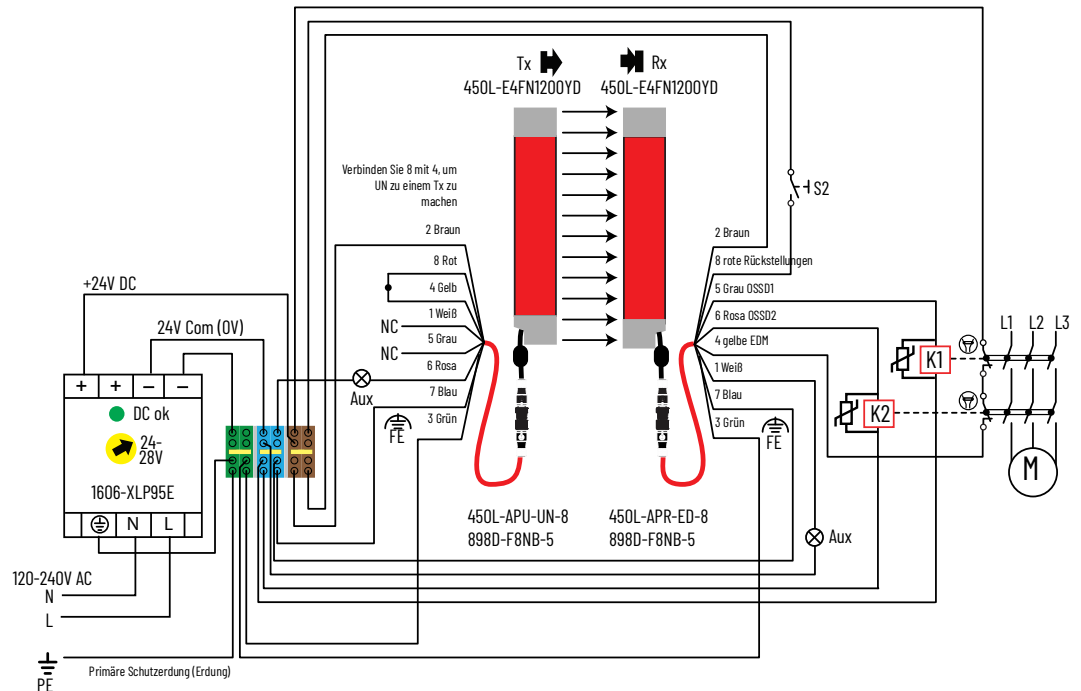 Tx
Rx
450L-E4FN1200YD
450L-E4FN1200YD
Verbinden Sie 8 mit 4, um
UN zu einem Tx zu
machen
S2
2 Braun
8 Rot
4 Gelb
1 Weiß
NC
5 Grau
NC
6 Rosa
Aux
7 Blau
FE
3 Grün
2 Braun
8 rote Rückstellungen
5 Grau OSSD1
6 Rosa OSSD2
4 gelbe EDM
1 Weiß
7 Blau
3 Grün
FE
L1 L2 L3
K1
K2
M
+24V DC
24V Com (0V)
+ + – –
DC ok
24-
28V
1606-XLP95E
N L
450L-APU-UN-8
898D-F8NB-5
450L-APR-ED-8
898D-F8NB-5
Aux
120-240V AC
N
L
PE
Primäre Schutzerdung (Erdung)